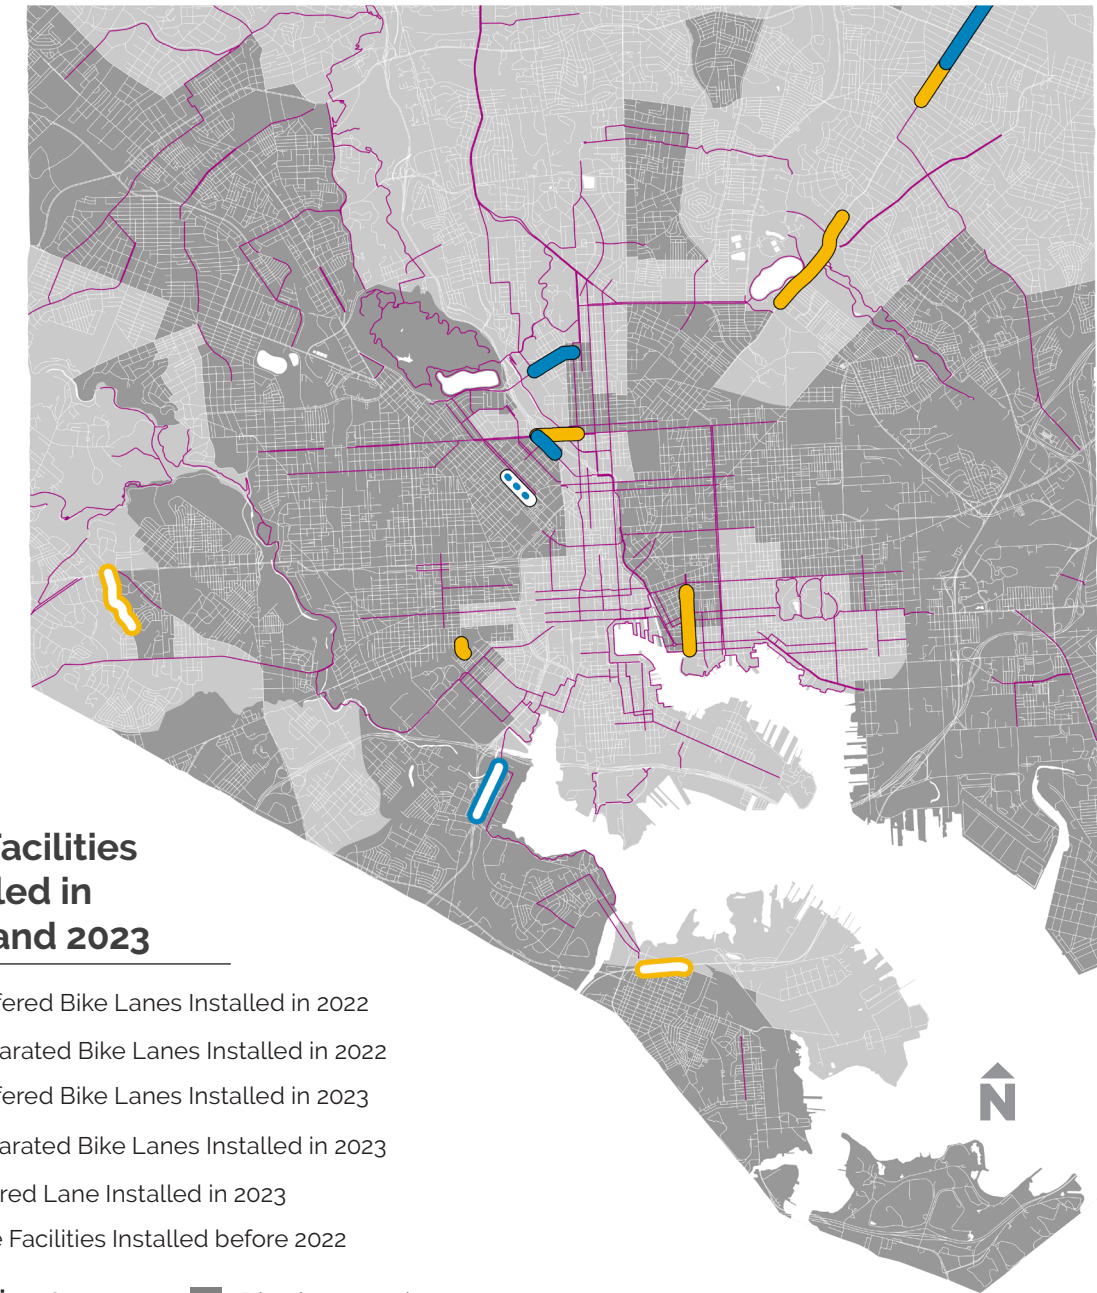 acilities
led in
and 2023
fered Bike Lanes Installed in 2022
arated Bike Lanes Installed in 2022
fered Bike Lanes Installed in 2023
arated Bike Lanes Installed in 2023
red Lane Installed in 2023
e Facilities Installed before 2022
N